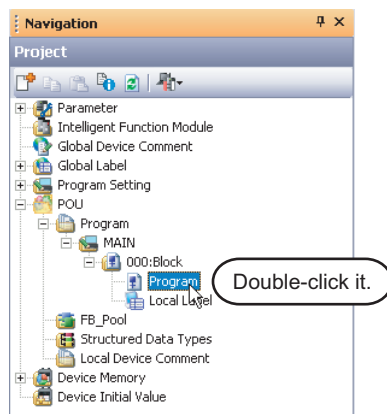 Navigation
Project
Parameter
Intelligent Function Module
Global Device Comment
Global Label
Program Setting
POU
Program
MAIN
000:Block
Program
Double-click it.
Local Label
FB_Pool
Structured Data Types
Local Device Comment
Device Memory
Device Initial Value